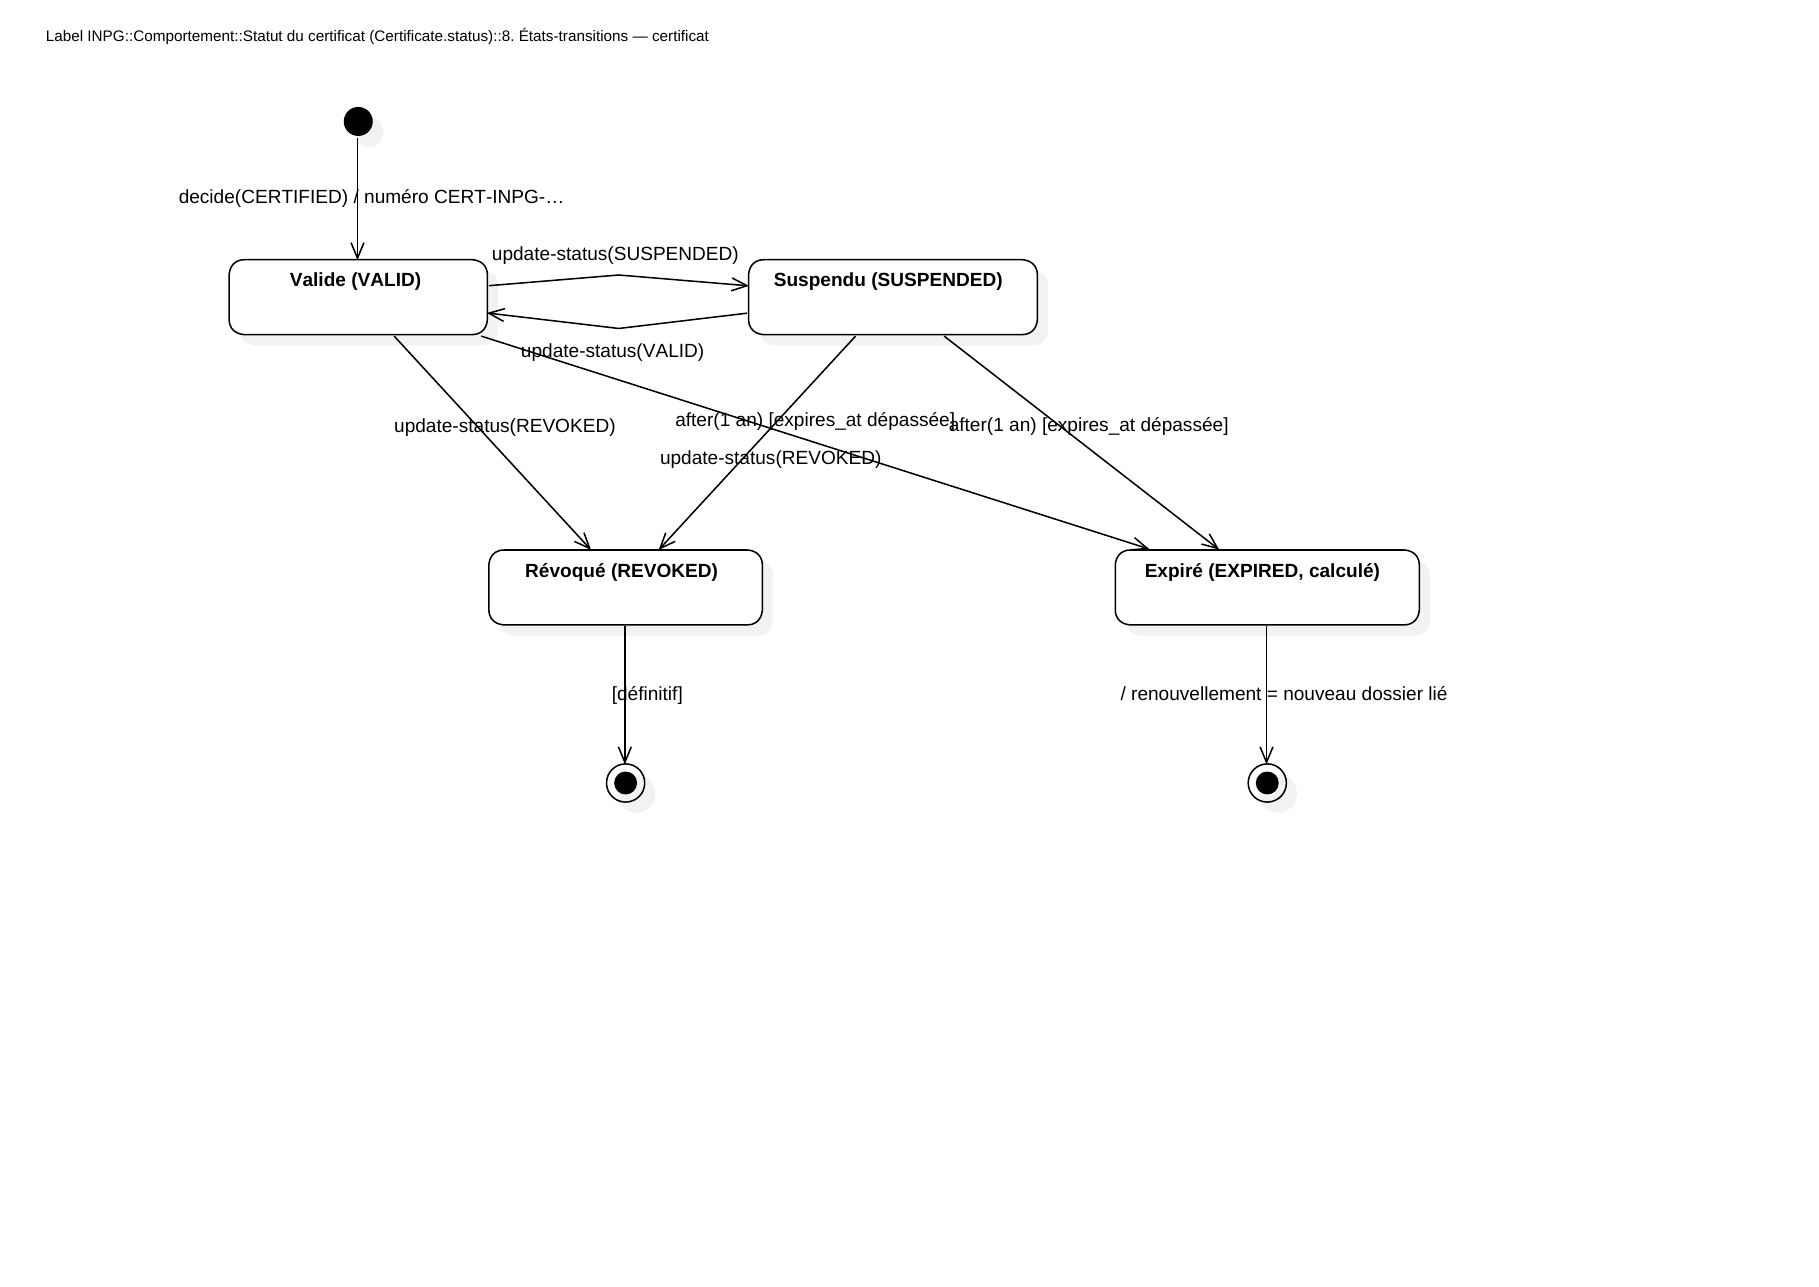 Label INPG::Comportement::Statut du certificat (Certificate.status)::8. États-transitions — certificat
decide(CERTIFIED) / numéro CERT-INPG-…
update-status(SUSPENDED)
Valide (VALID)
Suspendu (SUSPENDED)
update-status(VALID)
after(1 an) [expires_at dépassée]
after(1 an) [expires_at dépassée]
update-status(REVOKED)
update-status(REVOKED)
Révoqué (REVOKED)
Expiré (EXPIRED, calculé)
[définitif]
/ renouvellement = nouveau dossier lié